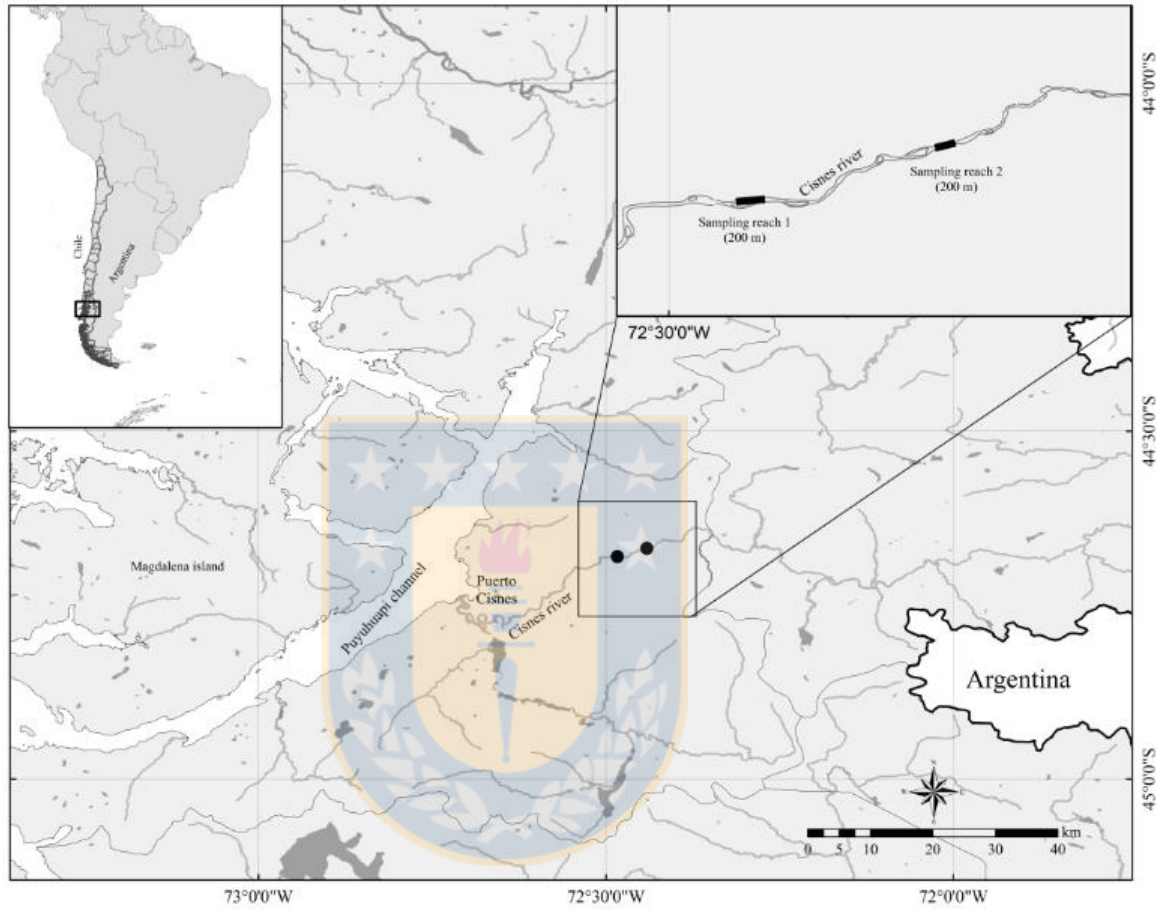 Chile
Argentina
Cisnes river
Sampling reach 1
(200 m)
Sampling reach 2
(200 m)
72°30'0"W
44°0'0"S
44°30'0"S
45°0'0"S
Magdalena island
Puyuhuapi channel
Puerto
Cisnes
Cisnes river
Argentina
N
km
0 5 10 20 30 40
73°0'0"W
72°30'0"W
72°0'0"W